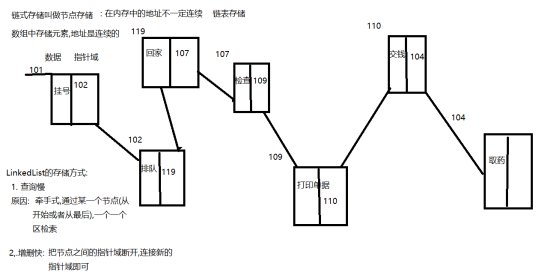 链式存储叫做节点存储 : 在内存中的地址不一定连续 链表存储
数组中存储元素,地址是连续的
数据 指针域
101
挂号 102
102
排队 119
119
回家 107
107
检查 109
109
打印单据 110
110
交钱 104
104
取药
LinkedList的存储方式:
1. 查询慢
原因: 牵手式,通过某一个节点(从
开始或者从最后),一个一个
区检索
2,.增删快: 把节点之间的指针域断开,连接新的
指针域即可